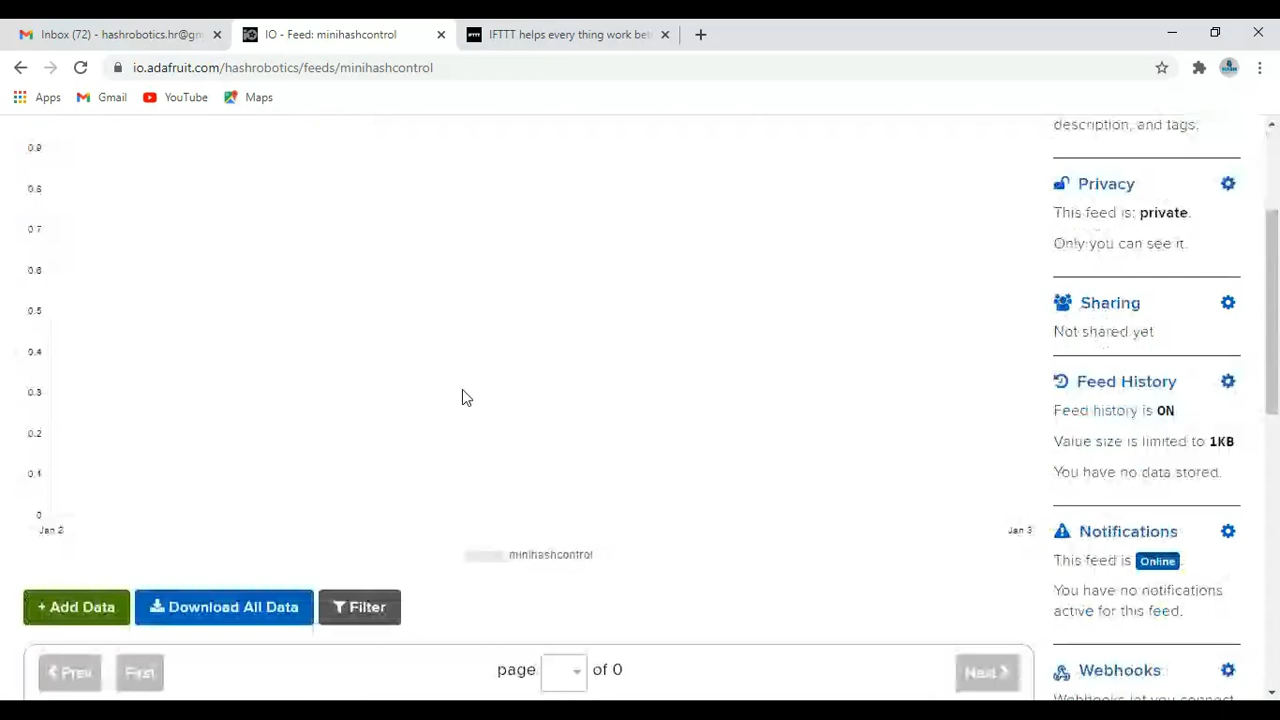 Inbox (72) - hashrobotics.hr@gm
IO - Feed: minihashcontrol
IFTTT helps every thing work bet
io.adafruit.com/hashrobotics/feeds/minihashcontrol
Apps
Gmail
YouTube
Maps
description, and tags.
0.9
0.8
0.7
0.6
0.5
0.4
0.3
0.2
0.1
0
Jan 2
Jan 3
minihashcontrol
Privacy
This feed is: private.
Only you can see it.
Sharing
Not shared yet
Feed History
Feed history is ON
Value size is limited to 1KB
You have no data stored.
Notifications
This feed is Online
You have no notifications
active for this feed.
Webhooks
Webhooks let you connect
+ Add Data
Download All Data
Filter
Prev
First
page
of 0
Next